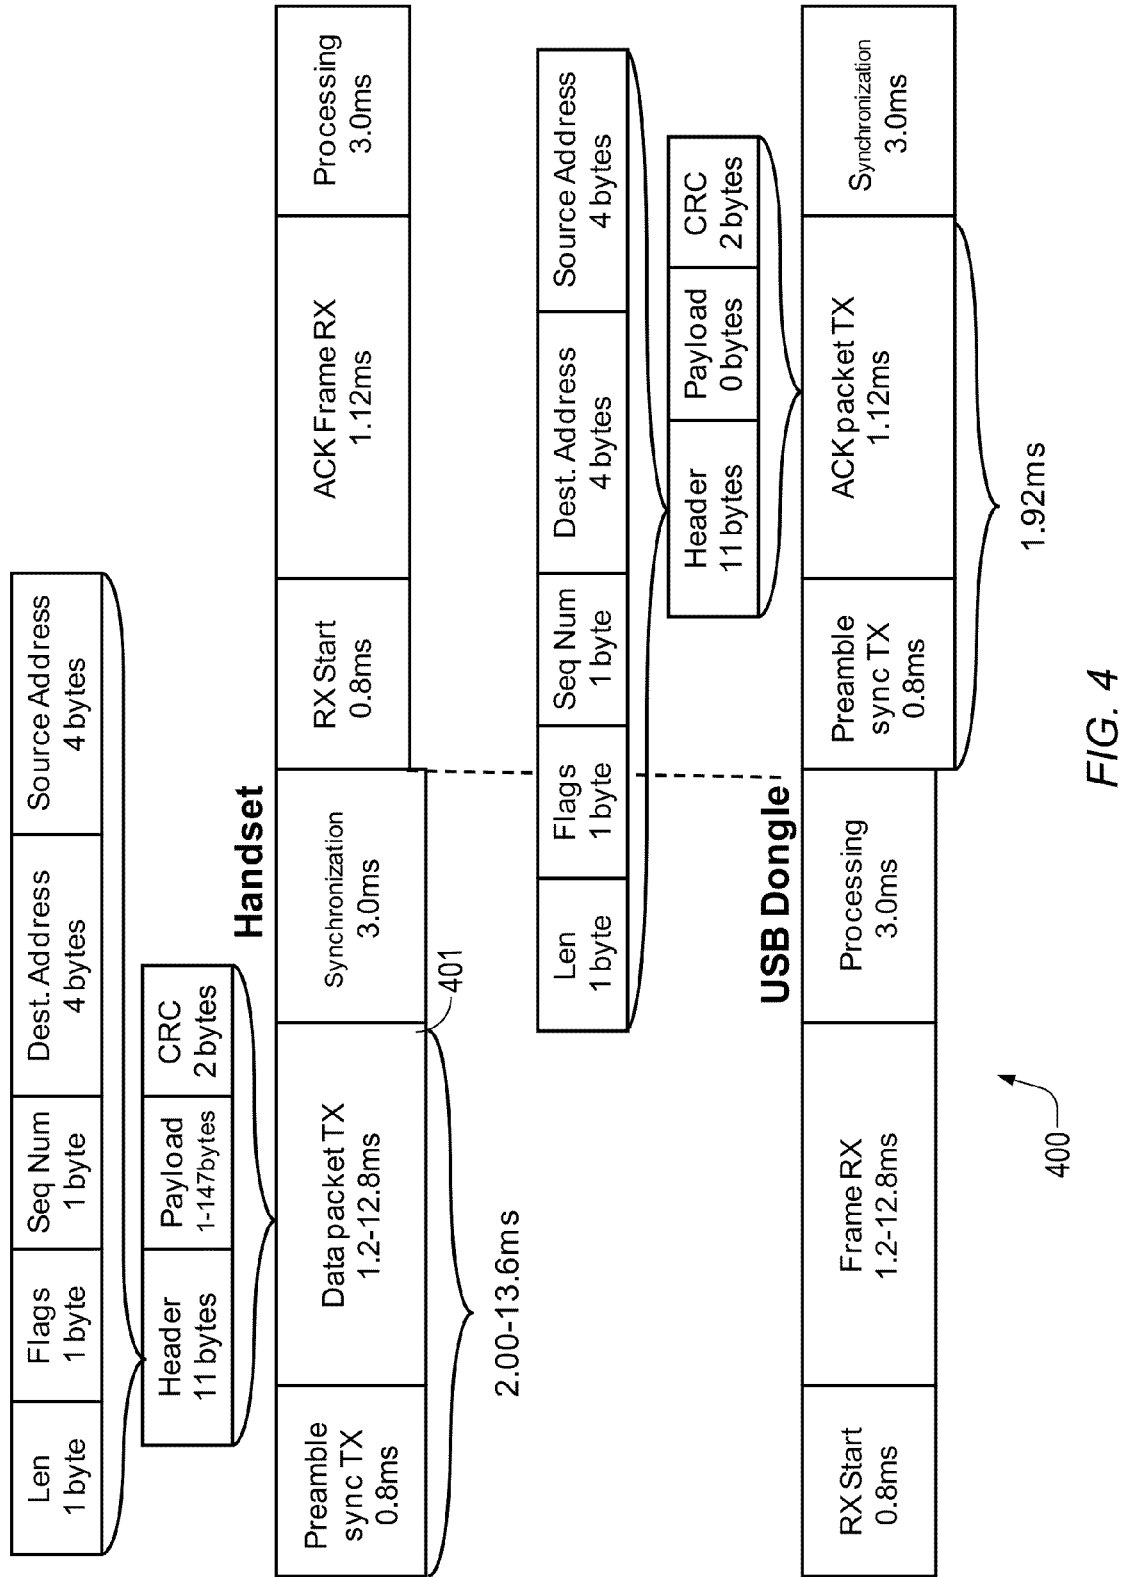 Len
1 byte
Flags
1 byte
Seq Num
1 byte
Dest. Address
4 bytes
Source Address
4 bytes
Header
11 bytes
Payload
1-147bytes
CRC
2 bytes
Handset
Preamble
sync TX
0.8ms
Data packet TX
1.2-12.8ms
Synchronization
3.0ms
RX Start
0.8ms
ACK Frame RX
1.12ms
Processing
3.0ms
401
2.00-13.6ms
Len
1 byte
Flags
1 byte
Seq Num
1 byte
Dest. Address
4 bytes
Source Address
4 bytes
Header
11 bytes
Payload
0 bytes
CRC
2 bytes
USB Dongle
RX Start
0.8ms
Frame RX
1.2-12.8ms
Processing
3.0ms
Preamble
sync TX
0.8ms
ACK packet TX
1.12ms
Synchronization
3.0ms
1.92ms
400
FIG. 4